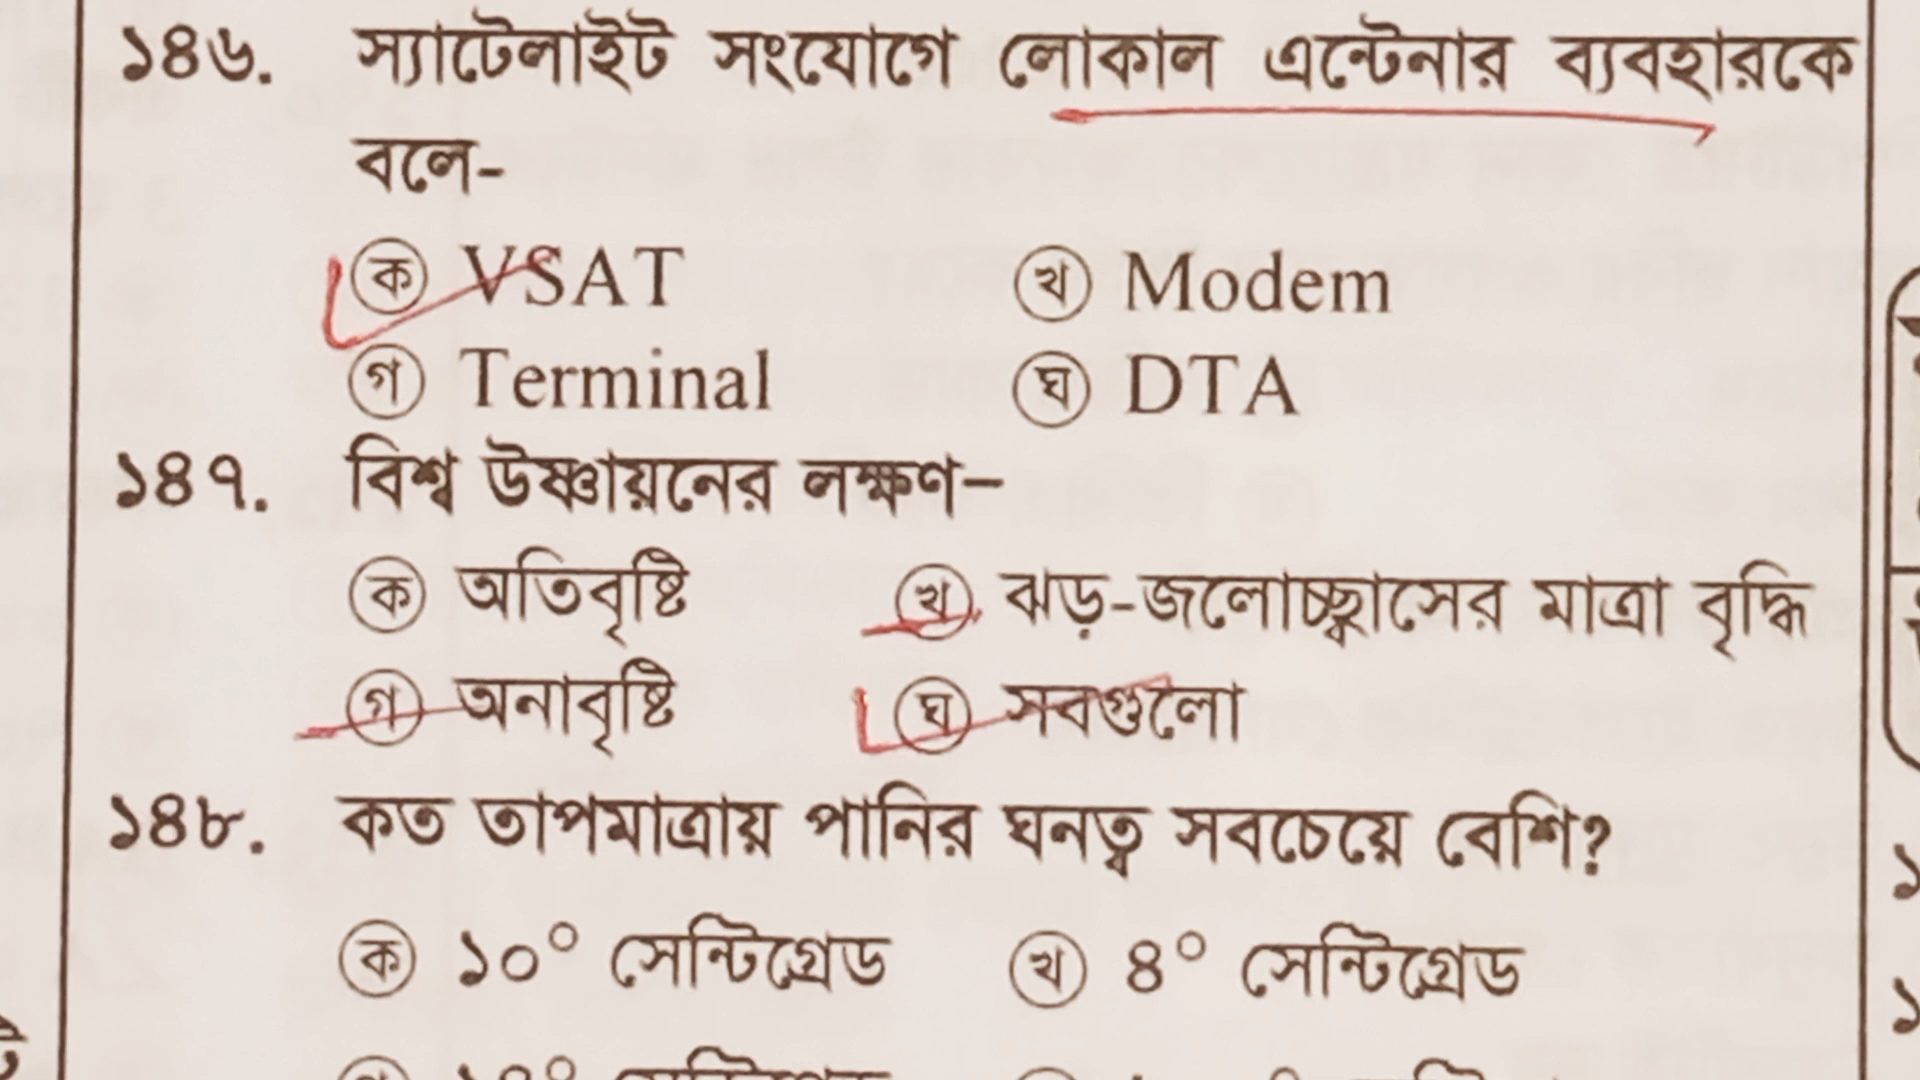 ১৪৬. স্যাটেলাইট সংযোগে লোকাল এন্টেনার ব্যবহারকে
বলে-
ক VSAT খ Modem
গ Terminal ঘ DTA
১৪৭. বিশ্ব উষ্ণায়নের লক্ষণ–
ক অতিবৃষ্টি খ ঝড়-জলোচ্ছ্বাসের মাত্রা বৃদ্ধি
গ অনাবৃষ্টি ঘ সবগুলো
১৪৮. কত তাপমাত্রায় পানির ঘনত্ব সবচেয়ে বেশি?
ক ১০° সেন্টিগ্রেড খ ৪° সেন্টিগ্রেড